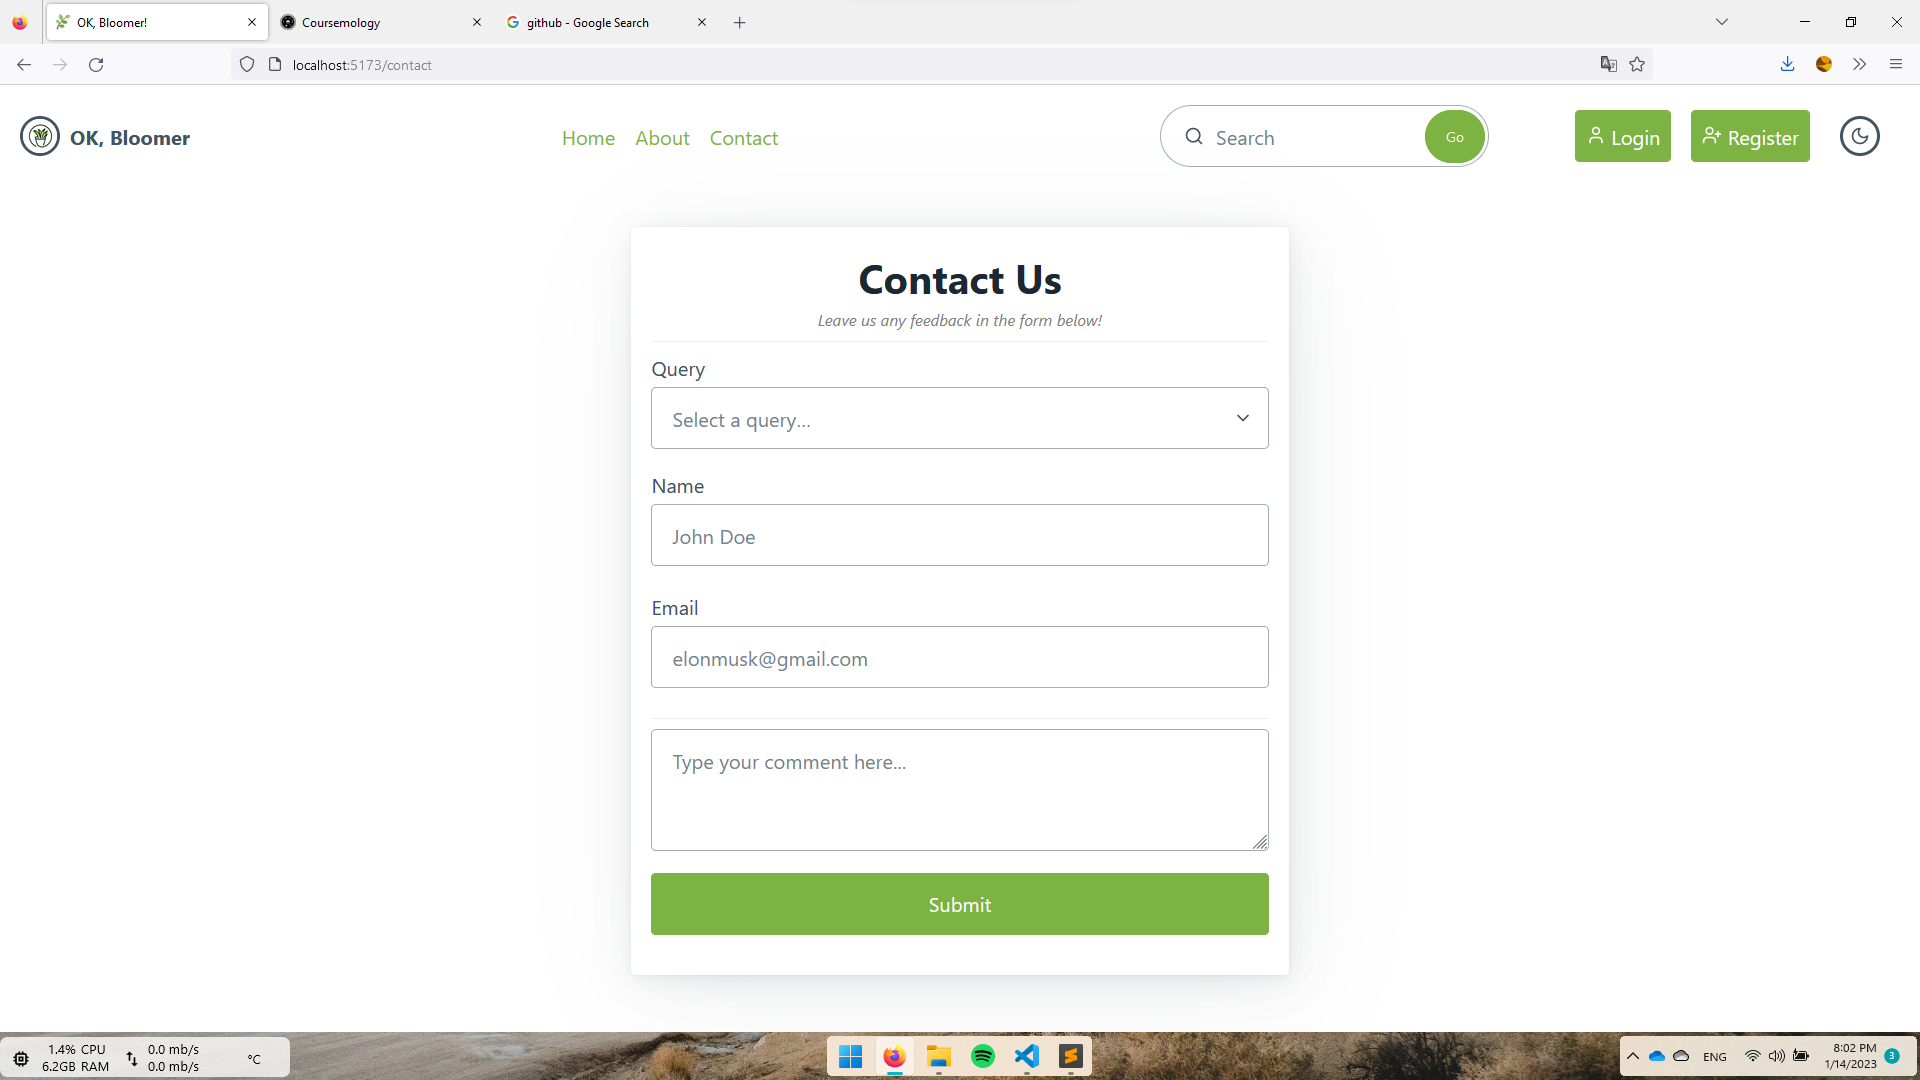 OK, Bloomer!
Coursemology
github - Google Search
localhost:5173/contact
OK, Bloomer
Home
About
Contact
Search
Go
Login
Register
Contact Us
Leave us any feedback in the form below!
Query
Select a query...
Name
John Doe
Email
elonmusk@gmail.com
Type your comment here...
Submit
1.4% CPU
6.2GB RAM
0.0 mb/s
0.0 mb/s
°C
ENG
8:02 PM
1/14/2023
3